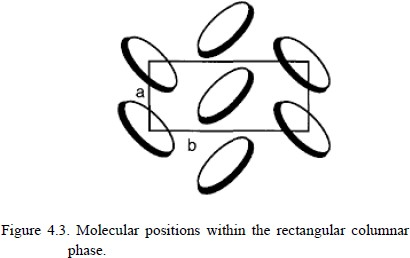 a
b
Figure 4.3. Molecular positions within the rectangular columnar
phase.